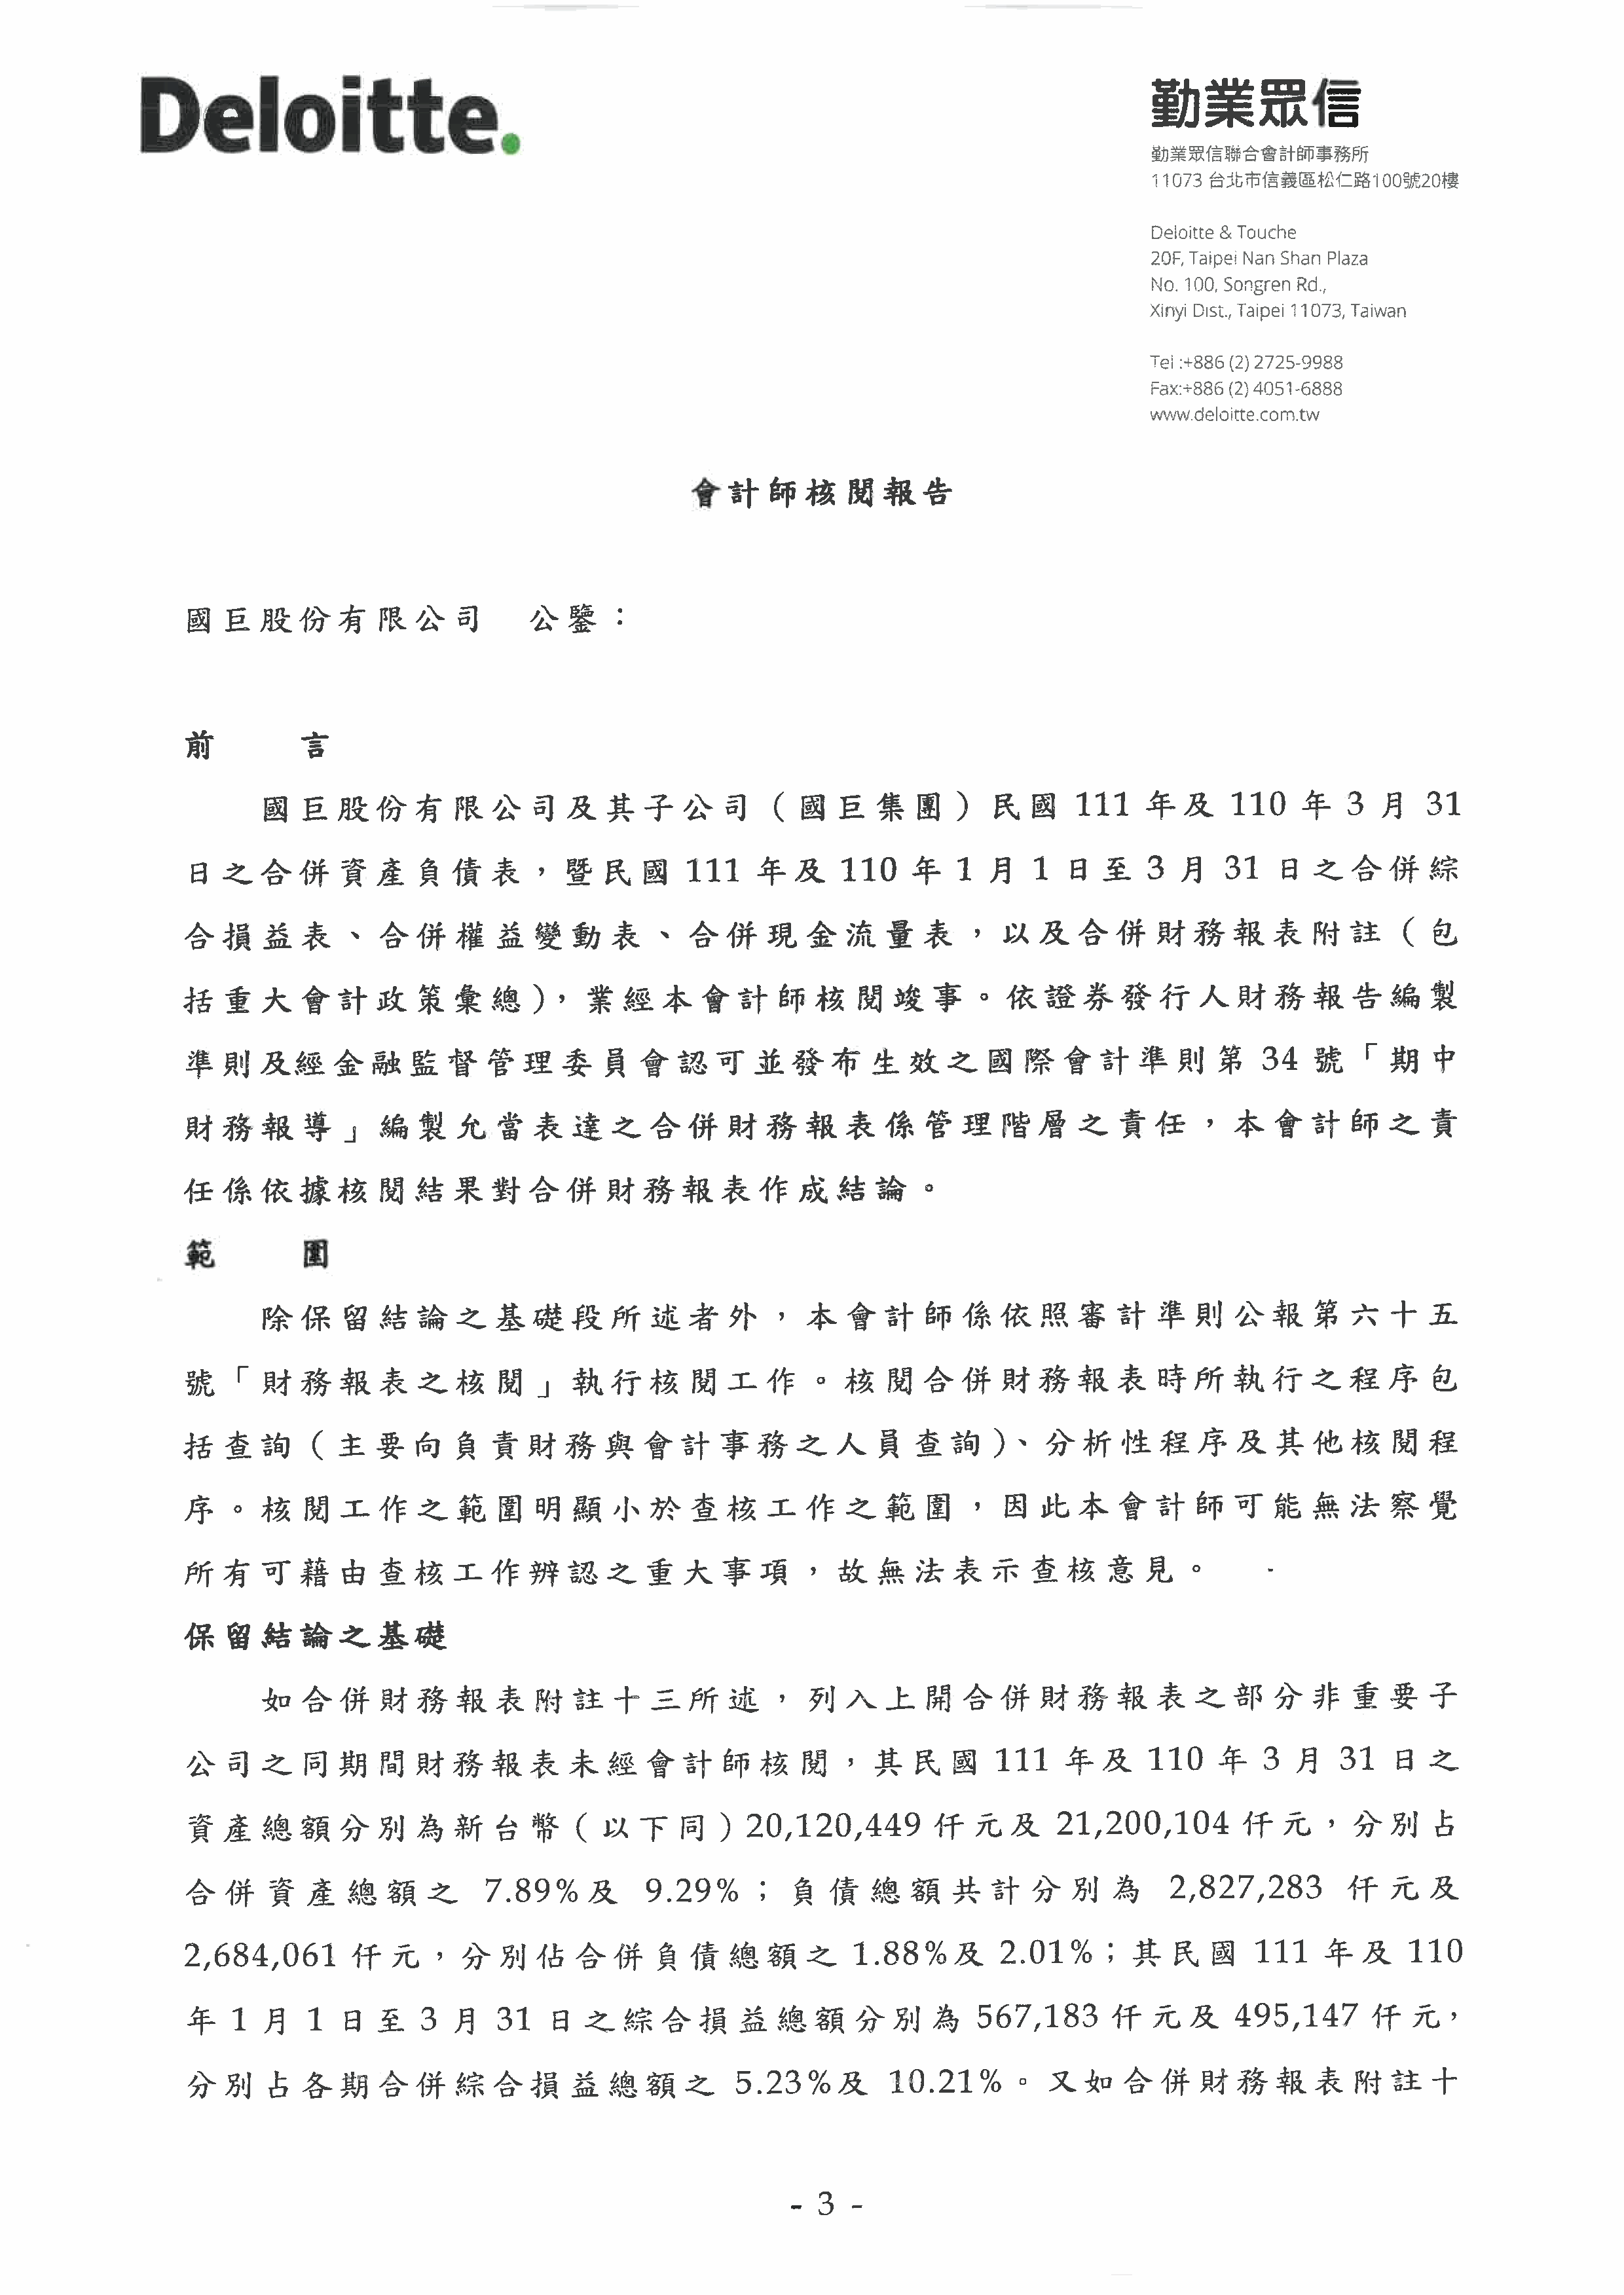 Deloitte.
勤業眾信
勤業眾信聯合會計師事務所
11073 台北市信義區松仁路100號20樓
Deloitte & Touche
20F, Taipei Nan Shan Plaza
No. 100, Songren Rd.,
Xinyi Dist., Taipei 11073, Taiwan
Tel :+886 (2) 2725-9988
Fax:+886 (2) 4051-6888
www.deloitte.com.tw
會計師核閱報告
國巨股份有限公司 公鑒：
前 言
國巨股份有限公司及其子公司（國巨集團）民國 111 年及 110 年 3 月 31
日之合併資產負債表，暨民國 111 年及 110 年 1 月 1 日至 3 月 31 日之合併綜
合損益表、合併權益變動表、合併現金流量表，以及合併財務報表附註（包
括重大會計政策彙總），業經本會計師核閱竣事。依證券發行人財務報告編製
準則及經金融監督管理委員會認可並發布生效之國際會計準則第 34 號「期中
財務報導」編製允當表達之合併財務報表係管理階層之責任，本會計師之責
任係依據核閱結果對合併財務報表作成結論。
範 圍
除保留結論之基礎段所述者外，本會計師係依照審計準則公報第六十五
號「財務報表之核閱」執行核閱工作。核閱合併財務報表時所執行之程序包
括查詢（主要向負責財務與會計事務之人員查詢）、分析性程序及其他核閱程
序。核閱工作之範圍明顯小於查核工作之範圍，因此本會計師可能無法察覺
所有可藉由查核工作辨認之重大事項，故無法表示查核意見。
保留結論之基礎
如合併財務報表附註十三所述，列入上開合併財務報表之部分非重要子
公司之同期間財務報表未經會計師核閱，其民國 111 年及 110 年 3 月 31 日之
資產總額分別為新台幣（以下同）20,120,449 仟元及 21,200,104 仟元，分別占
合併資產總額之 7.89%及 9.29%；負債總額共計分別為 2,827,283 仟元及
2,684,061 仟元，分別佔合併負債總額之 1.88%及 2.01%；其民國 111 年及 110
年 1 月 1 日至 3 月 31 日之綜合損益總額分別為 567,183 仟元及 495,147 仟元，
分別占各期合併綜合損益總額之 5.23%及 10.21%。又如合併財務報表附註十
- 3 -